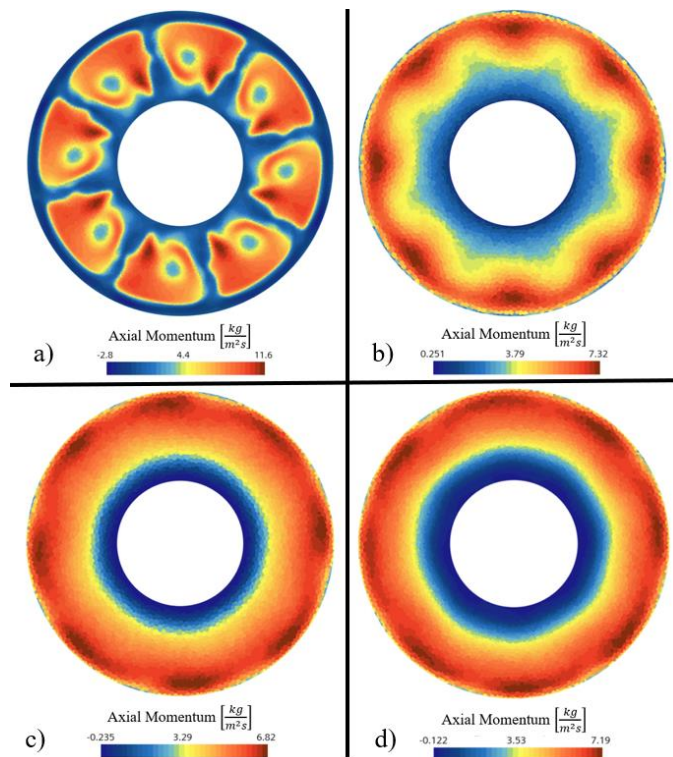 Axial Momentum [kg/m²s]
a)
-2.8 4.4 11.6
Axial Momentum [kg/m²s]
b)
0.251 3.79 7.32
Axial Momentum [kg/m²s]
c)
-0.235 3.29 6.82
Axial Momentum [kg/m²s]
d)
-0.122 3.53 7.19